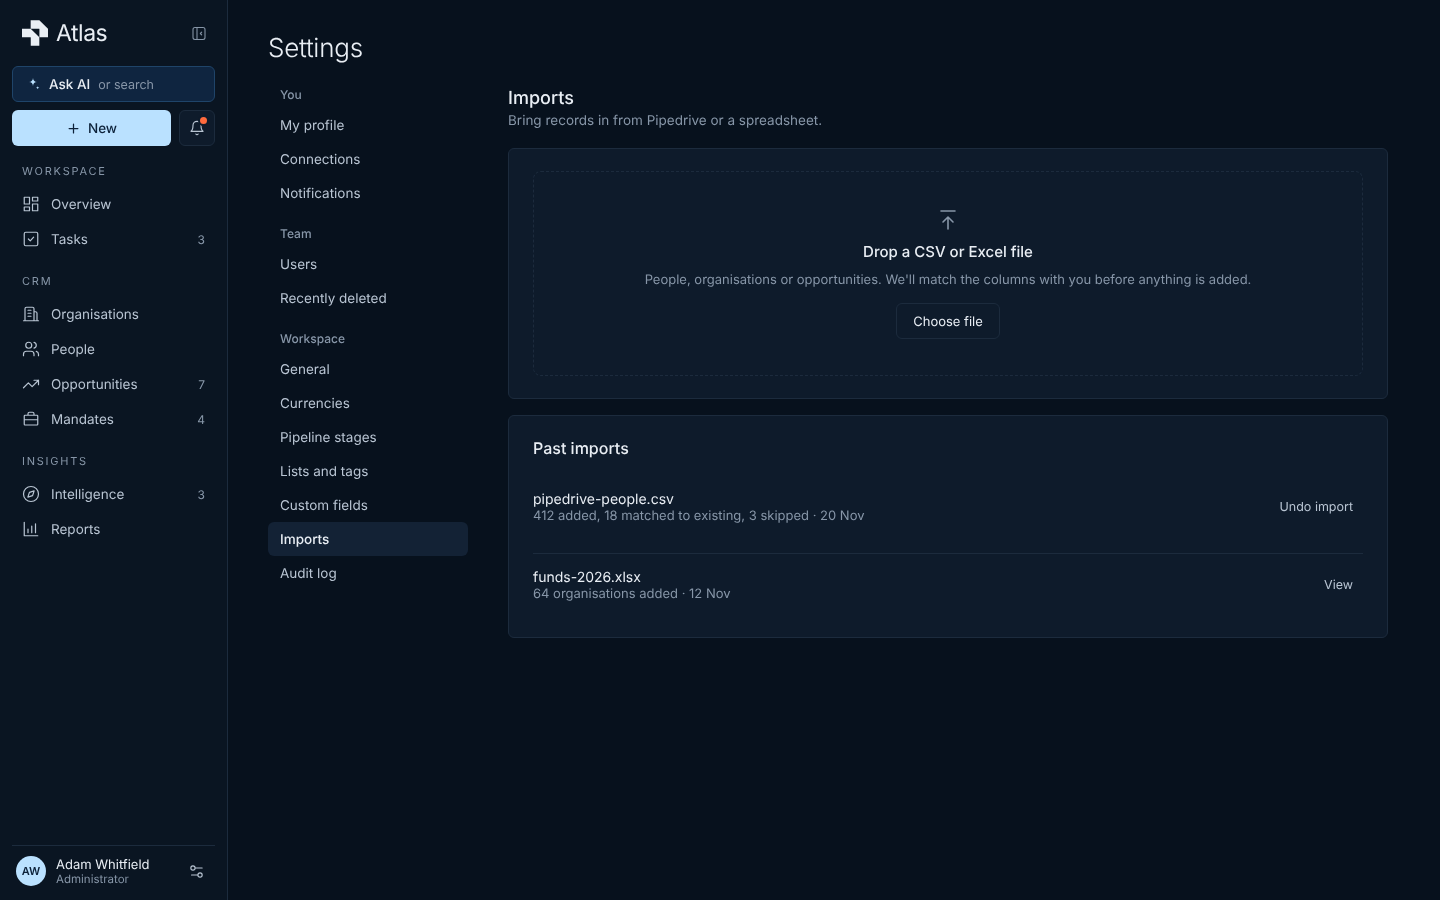 Atlas
Ask AI or search
New
WORKSPACE
Overview
Tasks 3
CRM
Organisations
People
Opportunities 7
Mandates 4
INSIGHTS
Intelligence 3
Reports
AW
Adam Whitfield
Administrator
Settings
You
My profile
Connections
Notifications
Team
Users
Recently deleted
Workspace
General
Currencies
Pipeline stages
Lists and tags
Custom fields
Imports
Audit log
Imports
Bring records in from Pipedrive or a spreadsheet.
Drop a CSV or Excel file
People, organisations or opportunities. We'll match the columns with you before anything is added.
Choose file
Past imports
pipedrive-people.csv
412 added, 18 matched to existing, 3 skipped · 20 Nov
Undo import
funds-2026.xlsx
64 organisations added · 12 Nov
View